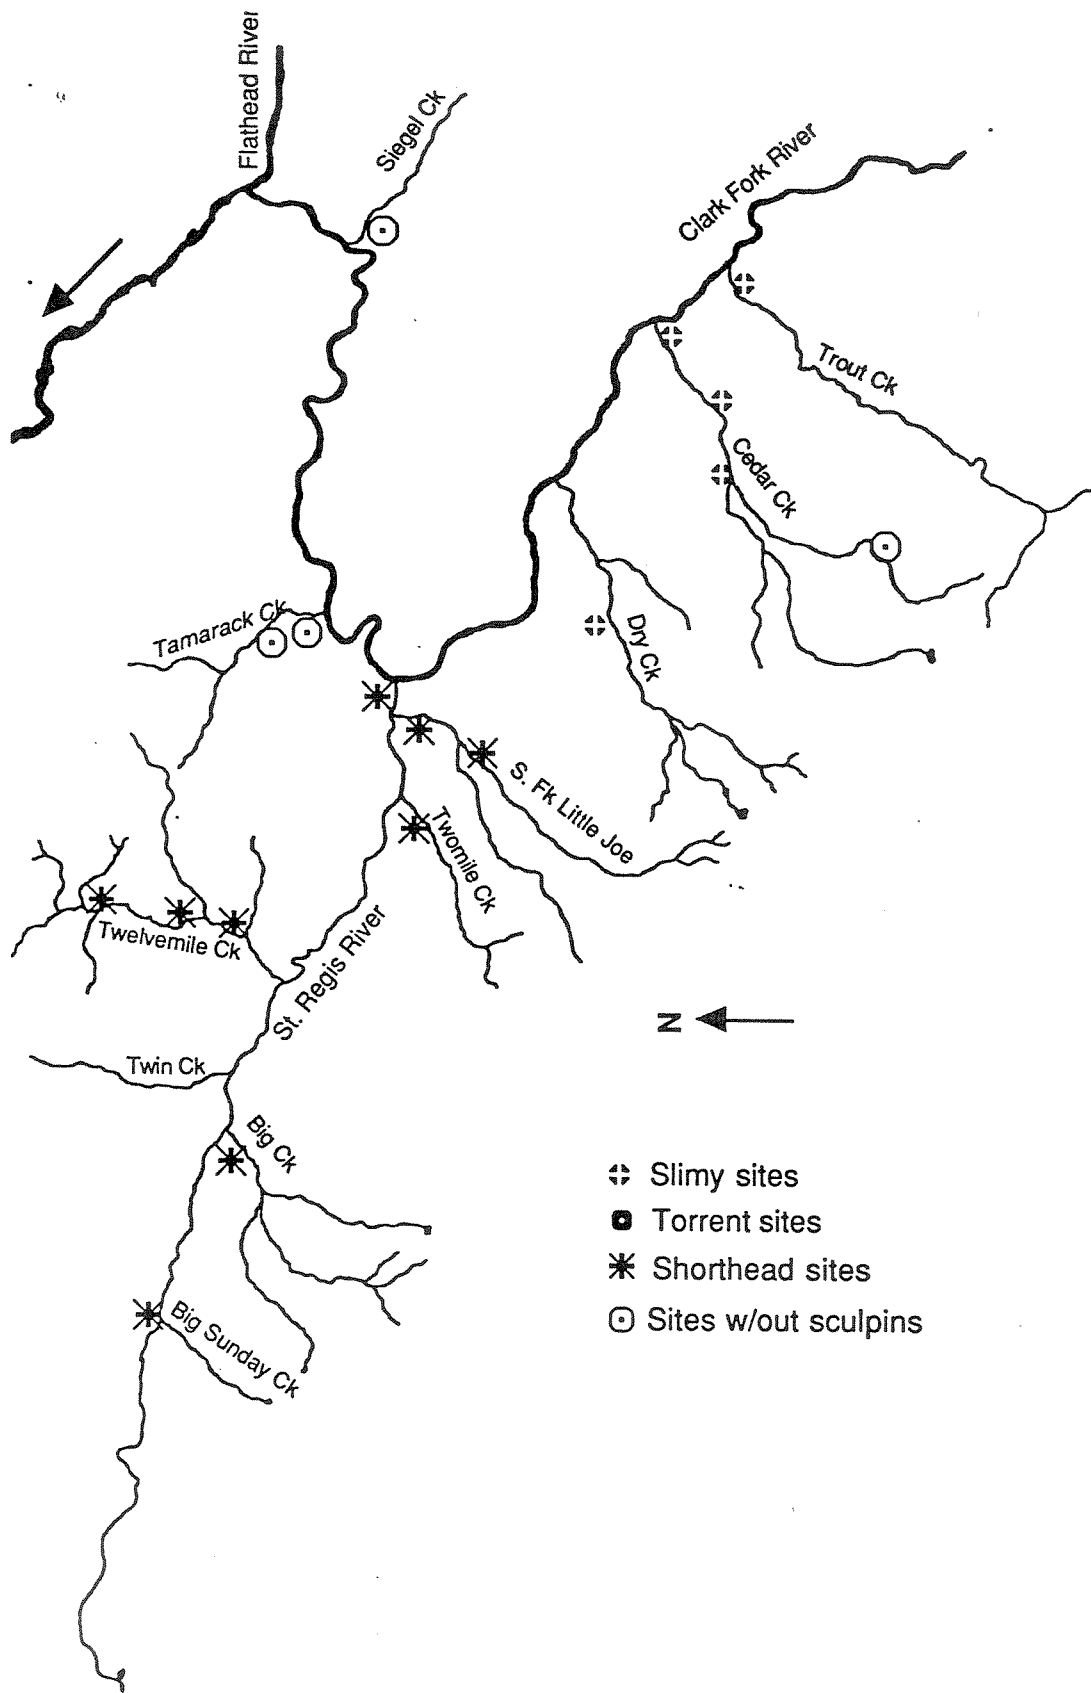 Flathead River
Siegel Ck
Clark Fork River
Trout Ck
Cedar Ck
Dry Ck
Tamarack Ck
S. Fk Little Joe
Twomile Ck
Twelvemile Ck
St. Regis River
N
Twin Ck
Big Ck
Big Sunday Ck
Slimy sites
Torrent sites
Shorthead sites
Sites w/out sculpins